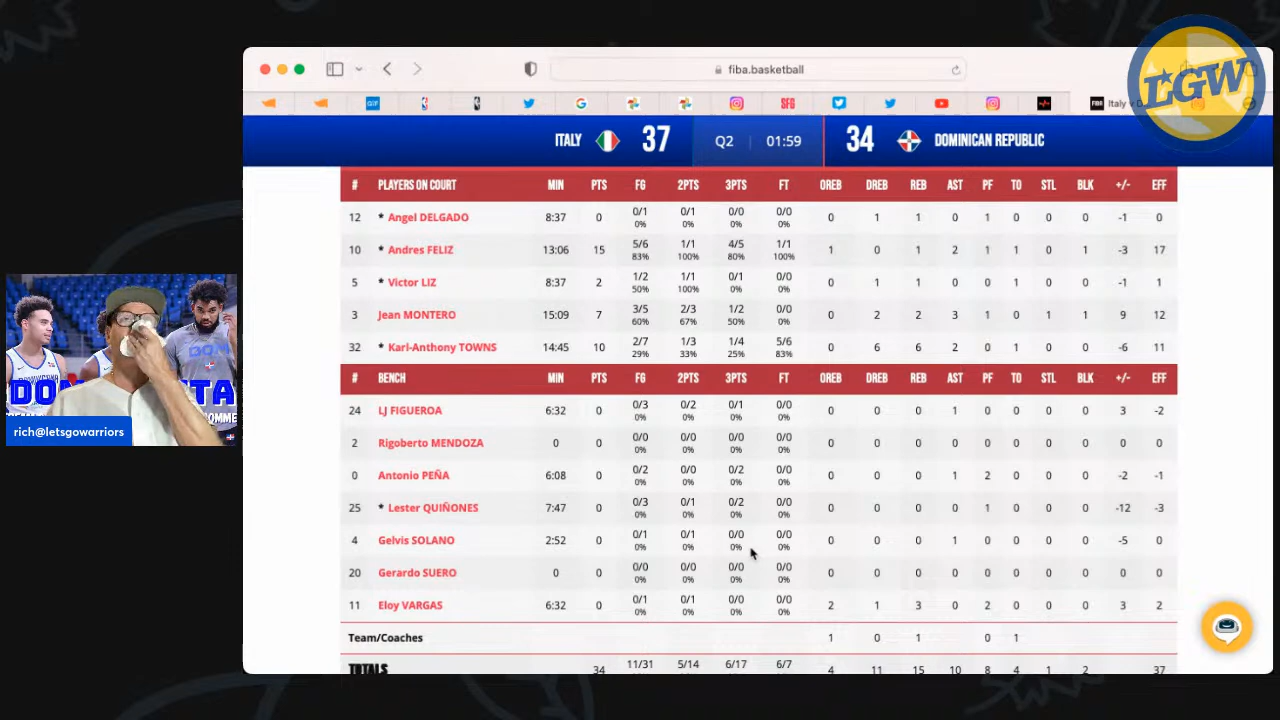 LGW
fiba.basketball
GIF
SFG
FIBA Italy v D
ITALY 37 Q2 01:59 34 DOMINICAN REPUBLIC
# PLAYERS ON COURT MIN PTS FG 2PTS 3PTS FT OREB DREB REB AST PF TO STL BLK +/- EFF
12 * Angel DELGADO 8:37 0 0/1 0% 0/1 0% 0/0 0% 0/0 0% 0 1 1 0 1 0 0 0 -1 0
10 * Andres FELIZ 13:06 15 5/6 83% 1/1 100% 4/5 80% 1/1 100% 1 0 1 2 1 1 0 1 -3 17
5 * Victor LIZ 8:37 2 1/2 50% 1/1 100% 0/1 0% 0/0 0% 0 1 1 0 0 1 0 0 -1 1
3 Jean MONTERO 15:09 7 3/5 60% 2/3 67% 1/2 50% 0/0 0% 0 2 2 3 1 0 1 1 9 12
32 * Karl-Anthony TOWNS 14:45 10 2/7 29% 1/3 33% 1/4 25% 5/6 83% 0 6 6 2 0 1 0 0 -6 11
# BENCH MIN PTS FG 2PTS 3PTS FT OREB DREB REB AST PF TO STL BLK +/- EFF
24 LJ FIGUEROA 6:32 0 0/3 0% 0/2 0% 0/1 0% 0/0 0% 0 0 0 1 0 0 0 0 3 -2
2 Rigoberto MENDOZA 0 0 0/0 0% 0/0 0% 0/0 0% 0/0 0% 0 0 0 0 0 0 0 0 0 0
0 Antonio PEÑA 6:08 0 0/2 0% 0/0 0% 0/2 0% 0/0 0% 0 0 0 1 2 0 0 0 -2 -1
25 * Lester QUIÑONES 7:47 0 0/3 0% 0/1 0% 0/2 0% 0/0 0% 0 0 0 0 1 0 0 0 -12 -3
4 Gelvis SOLANO 2:52 0 0/1 0% 0/1 0% 0/0 0% 0/0 0% 0 0 0 1 0 0 0 0 -5 0
20 Gerardo SUERO 0 0 0/0 0% 0/0 0% 0/0 0% 0/0 0% 0 0 0 0 0 0 0 0 0 0
11 Eloy VARGAS 6:32 0 0/1 0% 0/1 0% 0/0 0% 0/0 0% 2 1 3 0 2 0 0 0 3 2
Team/Coaches 1 0 1 0 1
TOTALS 34 11/31 5/14 6/17 6/7 4 11 15 10 8 4 1 2 37
rich@letsgowarriors